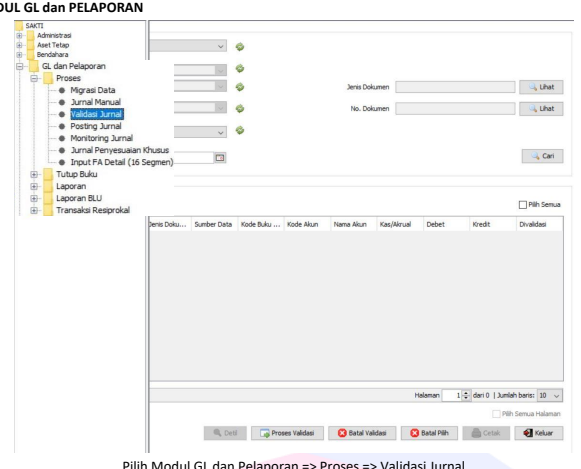 DUL GL dan PELAPORAN
SAKTI
Administrasi
Aset Tetap
Bendahara
GL dan Pelaporan
Proses
Migrasi Data
Jurnal Manual
Validasi Jurnal
Posting Jurnal
Monitoring Jurnal
Jurnal Penyesuaian Khusus
Input FA Detail (16 Segmen)
Tutup Buku
Laporan
Laporan BLU
Transaksi Resiprokal
Jenis Dokumen Lihat
No. Dokumen Lihat
Cari
Pilih Semua
Jenis Doku... Sumber Data Kode Buku ... Kode Akun Nama Akun Kas/Akrual Debet Kredit Divalidasi
Halaman 1 dari 0 | Jumlah baris: 10
Pilih Semua Halaman
Detil Proses Validasi Batal Validasi Batal Pilih Cetak Keluar
Pilih Modul GL dan Pelaporan => Proses => Validasi Jurnal